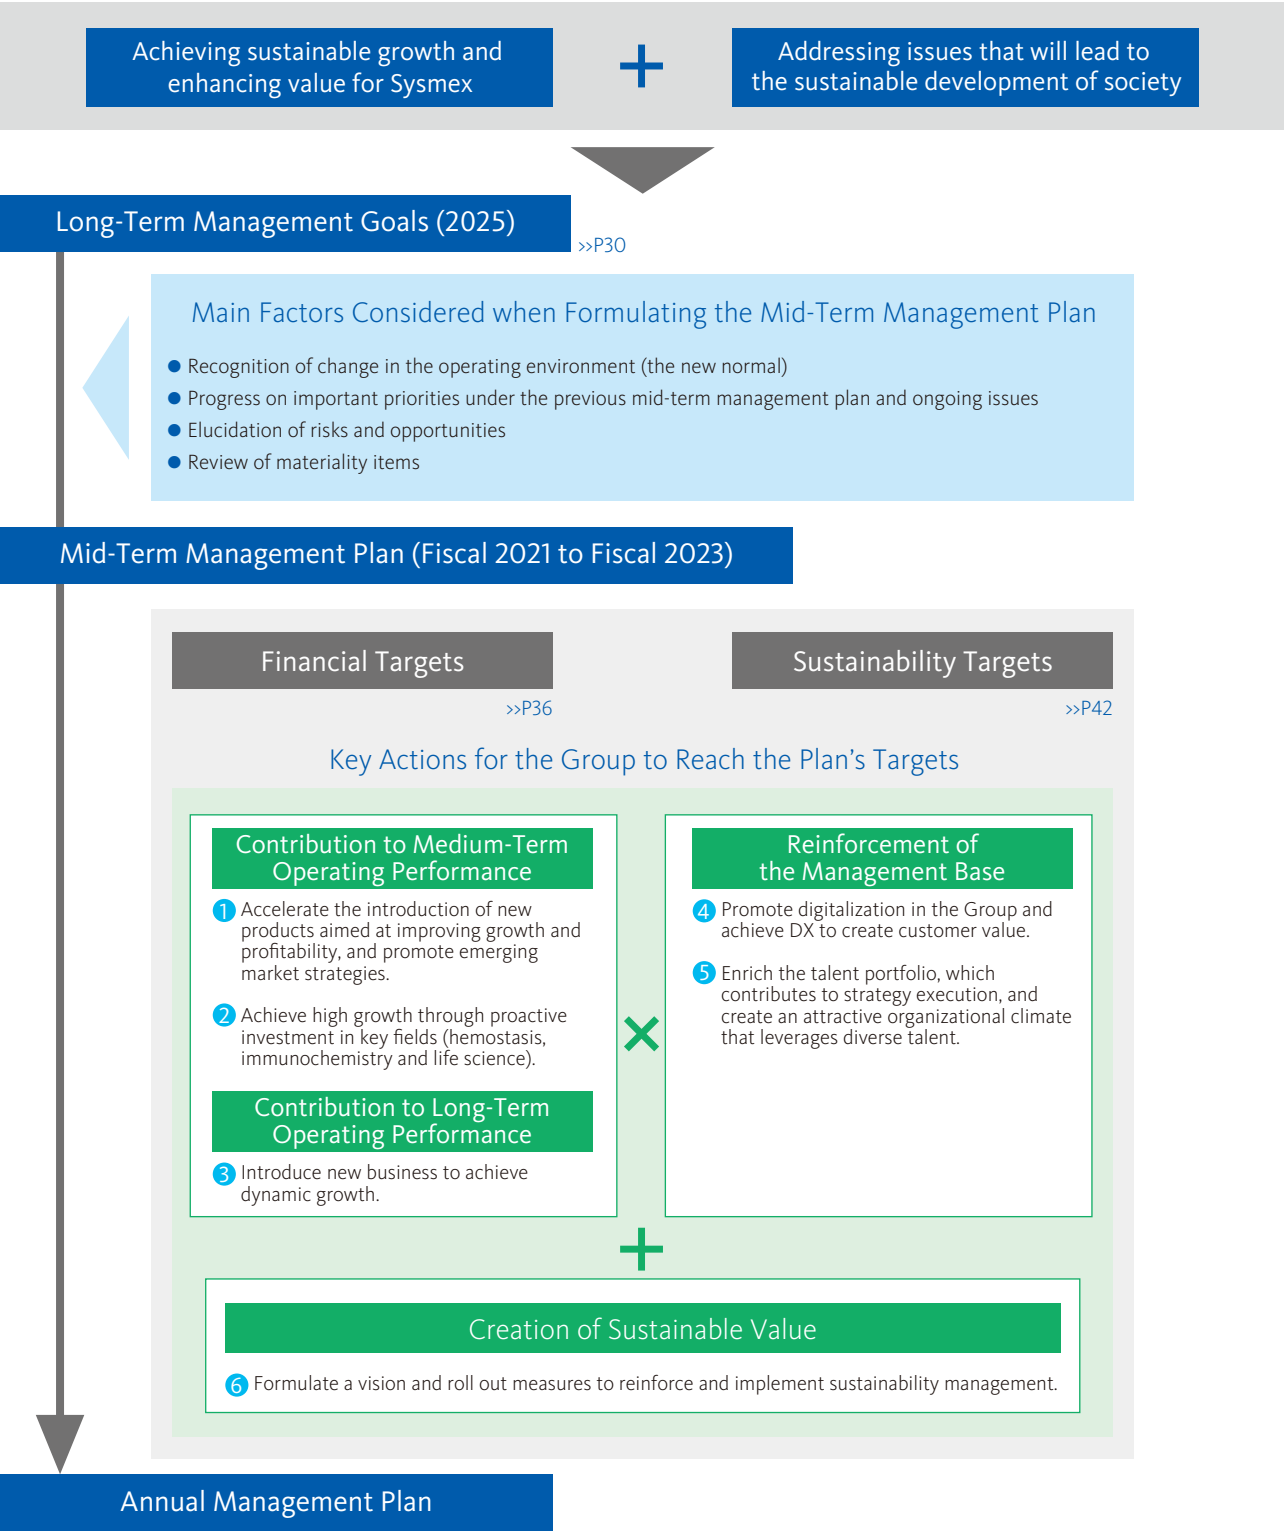 Achieving sustainable growth and
enhancing value for Sysmex
+
Addressing issues that will lead to
the sustainable development of society
Long-Term Management Goals (2025)
>>P30
Main Factors Considered when Formulating the Mid-Term Management Plan
● Recognition of change in the operating environment (the new normal)
● Progress on important priorities under the previous mid-term management plan and ongoing issues
● Elucidation of risks and opportunities
● Review of materiality items
Mid-Term Management Plan (Fiscal 2021 to Fiscal 2023)
Financial Targets
>>P36
Sustainability Targets
>>P42
Key Actions for the Group to Reach the Plan's Targets
Contribution to Medium-Term
Operating Performance
1 Accelerate the introduction of new
products aimed at improving growth and
profitability, and promote emerging
market strategies.
2 Achieve high growth through proactive
investment in key fields (hemostasis,
immunochemistry and life science).
Contribution to Long-Term
Operating Performance
3 Introduce new business to achieve
dynamic growth.
×
Reinforcement of
the Management Base
4 Promote digitalization in the Group and
achieve DX to create customer value.
5 Enrich the talent portfolio, which
contributes to strategy execution, and
create an attractive organizational climate
that leverages diverse talent.
+
Creation of Sustainable Value
6 Formulate a vision and roll out measures to reinforce and implement sustainability management.
Annual Management Plan